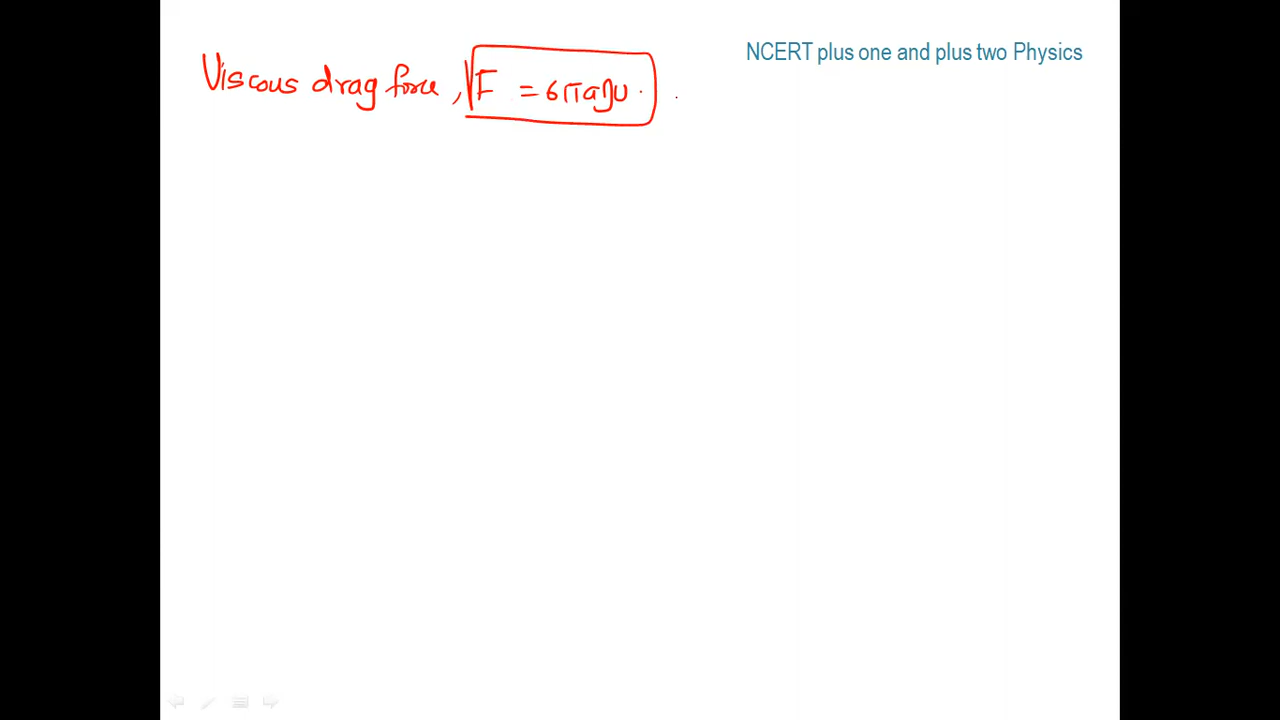 Viscous drag force, F = 6πaηv.
NCERT plus one and plus two Physics